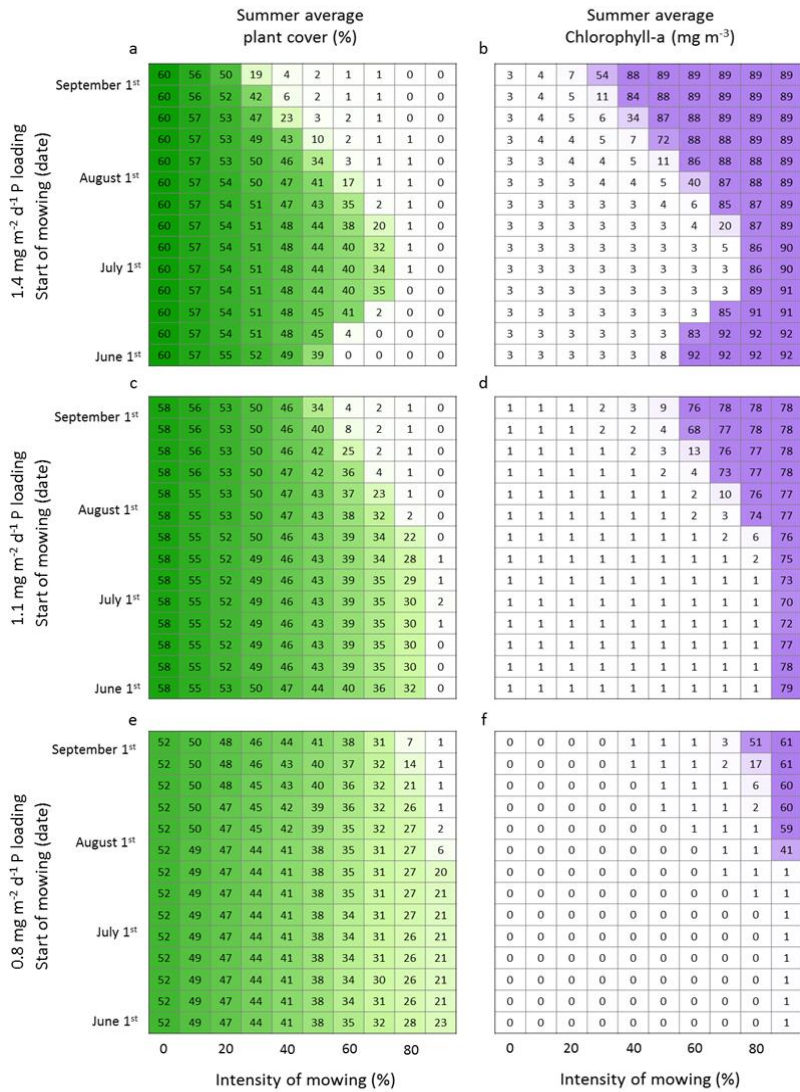 Summer average
plant cover (%)
Summer average
Chlorophyll-a (mg m-3)
a
b
1.4 mg m-2 d-1 P loading
Start of mowing (date)
September 1st
August 1st
July 1st
June 1st
60 56 50 19 4 2 1 1 0 0
60 56 52 42 6 2 1 1 0 0
60 57 53 47 23 3 2 1 0 0
60 57 53 49 43 10 2 1 1 0
60 57 53 50 46 34 3 1 1 0
60 57 54 50 47 41 17 1 1 0
60 57 54 51 47 43 35 2 1 0
60 57 54 51 48 44 38 20 1 0
60 57 54 51 48 44 40 32 1 0
60 57 54 51 48 44 40 34 1 0
60 57 54 51 48 44 40 35 0 0
60 57 54 51 48 45 41 2 0 0
60 57 54 51 48 45 4 0 0 0
60 57 55 52 49 39 0 0 0 0
3 4 7 54 88 89 89 89 89 89
3 4 5 11 84 88 89 89 89 89
3 4 5 6 34 87 88 89 89 89
3 4 4 5 7 72 88 88 89 89
3 3 4 4 5 11 86 88 88 89
3 3 3 4 4 5 40 87 88 89
3 3 3 3 3 4 6 85 87 89
3 3 3 3 3 3 4 20 87 89
3 3 3 3 3 3 3 5 86 90
3 3 3 3 3 3 3 3 86 90
3 3 3 3 3 3 3 3 89 91
3 3 3 3 3 3 3 85 91 91
3 3 3 3 3 3 83 92 92 92
3 3 3 3 3 8 92 92 92 92
c
d
1.1 mg m-2 d-1 P loading
Start of mowing (date)
September 1st
August 1st
July 1st
June 1st
58 56 53 50 46 34 4 2 1 0
58 56 53 50 46 40 8 2 1 0
58 56 53 50 46 42 25 2 1 0
58 56 53 50 46 42 36 4 1 0
58 55 53 50 47 43 37 23 1 0
58 55 53 50 47 43 38 32 2 0
58 55 52 50 46 43 39 34 22 0
58 55 52 49 46 43 39 34 28 1
58 55 52 49 46 43 39 35 29 1
58 55 52 49 46 43 39 35 30 2
58 55 52 49 46 43 39 35 30 1
58 55 52 49 46 43 39 35 30 0
58 55 52 49 46 43 39 35 30 0
58 55 53 50 47 44 40 36 32 0
1 1 1 2 3 9 76 78 78 78
1 1 1 2 2 4 68 77 78 78
1 1 1 1 2 3 13 76 77 78
1 1 1 1 1 2 4 73 77 78
1 1 1 1 1 1 2 10 76 77
1 1 1 1 1 1 2 3 74 77
1 1 1 1 1 1 1 2 6 76
1 1 1 1 1 1 1 1 2 75
1 1 1 1 1 1 1 1 1 73
1 1 1 1 1 1 1 1 1 70
1 1 1 1 1 1 1 1 1 72
1 1 1 1 1 1 1 1 1 77
1 1 1 1 1 1 1 1 1 78
1 1 1 1 1 1 1 1 1 79
e
f
0.8 mg m-2 d-1 P loading
Start of mowing (date)
September 1st
August 1st
July 1st
June 1st
52 50 48 46 44 41 38 31 7 1
52 50 48 46 43 40 37 32 14 1
52 50 48 45 43 40 36 32 21 1
52 50 47 45 42 39 36 32 26 1
52 50 47 45 42 39 35 32 27 2
52 49 47 44 41 38 35 32 27 6
52 49 47 44 41 38 35 31 27 20
52 49 47 44 41 38 35 31 27 21
52 49 47 44 41 38 34 31 27 21
52 49 47 44 41 38 34 31 26 21
52 49 47 44 41 38 34 31 26 21
52 49 47 44 41 38 34 30 26 21
52 49 47 44 41 38 34 31 26 21
52 49 47 44 41 38 35 32 28 23
0 0 0 0 1 1 1 3 51 61
0 0 0 0 1 1 1 2 17 61
0 0 0 0 0 1 1 1 6 60
0 0 0 0 0 1 1 1 2 60
0 0 0 0 0 0 1 1 1 59
0 0 0 0 0 0 0 1 1 41
0 0 0 0 0 0 0 1 1 1
0 0 0 0 0 0 0 0 1 1
0 0 0 0 0 0 0 0 0 1
0 0 0 0 0 0 0 0 0 1
0 0 0 0 0 0 0 0 0 1
0 0 0 0 0 0 0 0 0 1
0 0 0 0 0 0 0 0 0 1
0 0 0 0 0 0 0 0 0 1
0 20 40 60 80
0 20 40 60 80
Intensity of mowing (%)
Intensity of mowing (%)